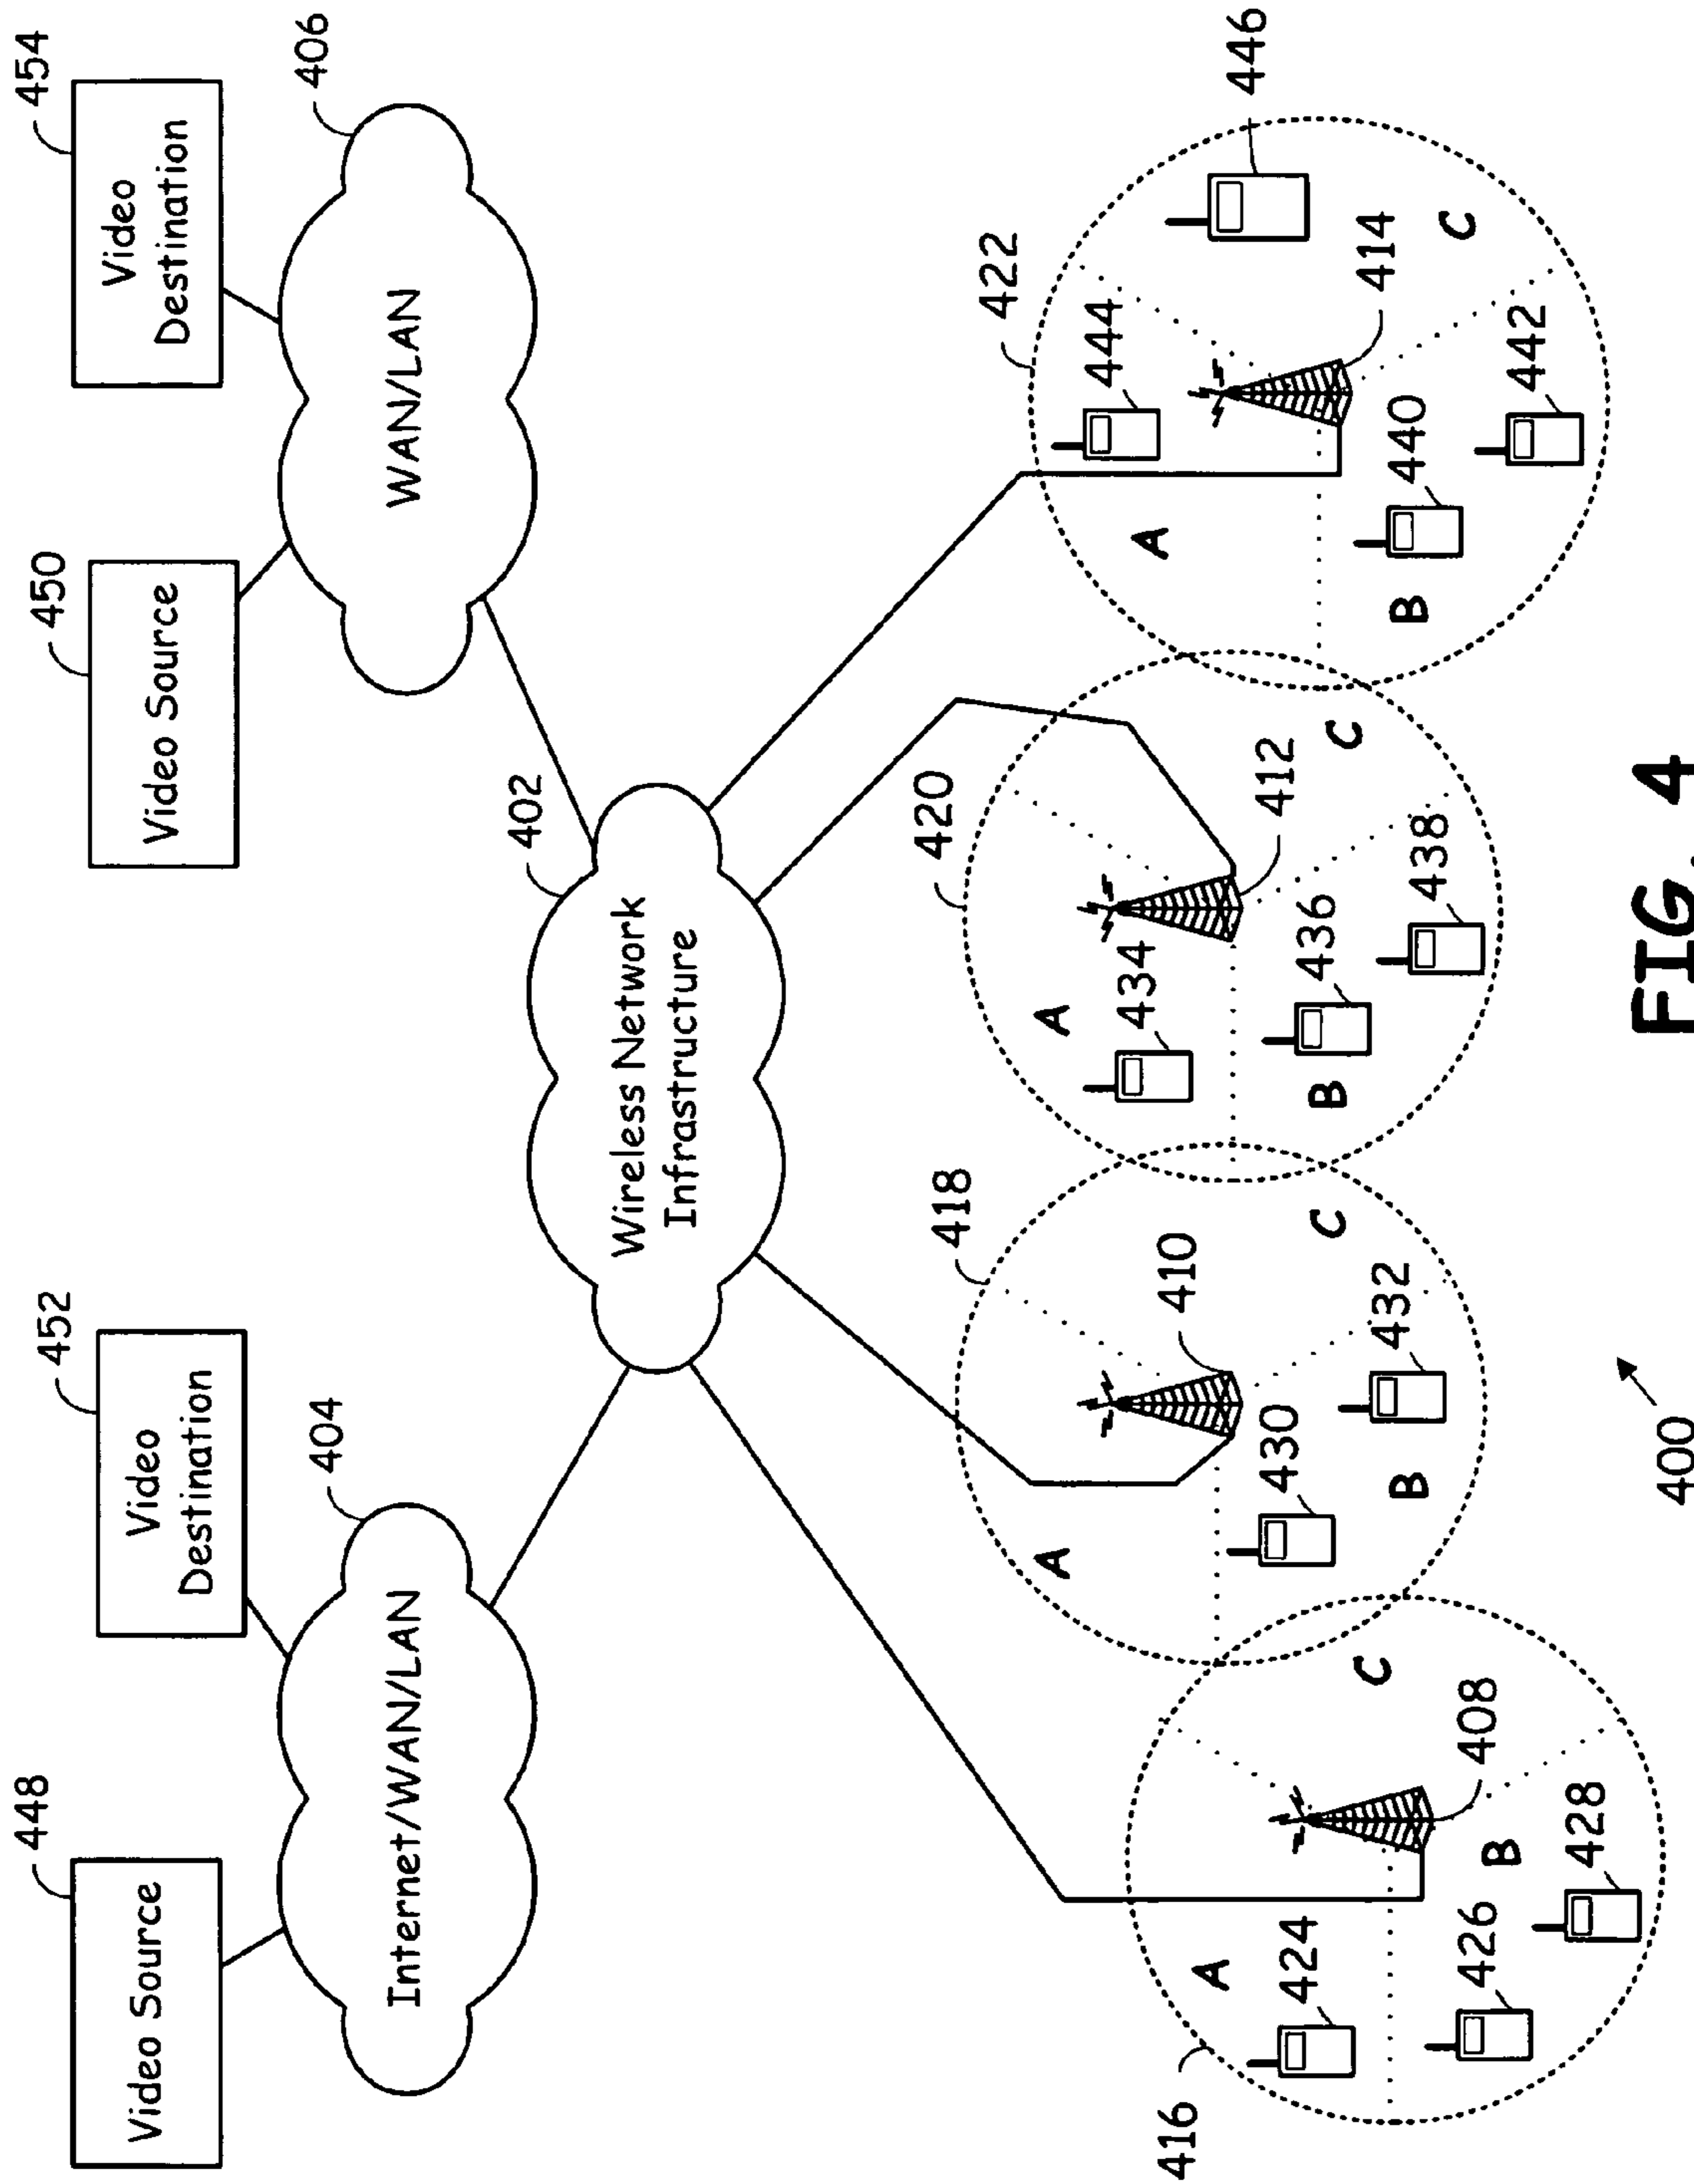 448
Video Source
452
Video
Destination
450
Video Source
454
Video
Destination
404
Internet/WAN/LAN
406
WAN/LAN
402
Wireless Network
Infrastructure
416
A
424
426
B
428
408
C
418
A
410
430
B
432
C
420
A
434
412
436
B
438
C
422
444
A
446
414
440
B
442
C
400
FIG. 4